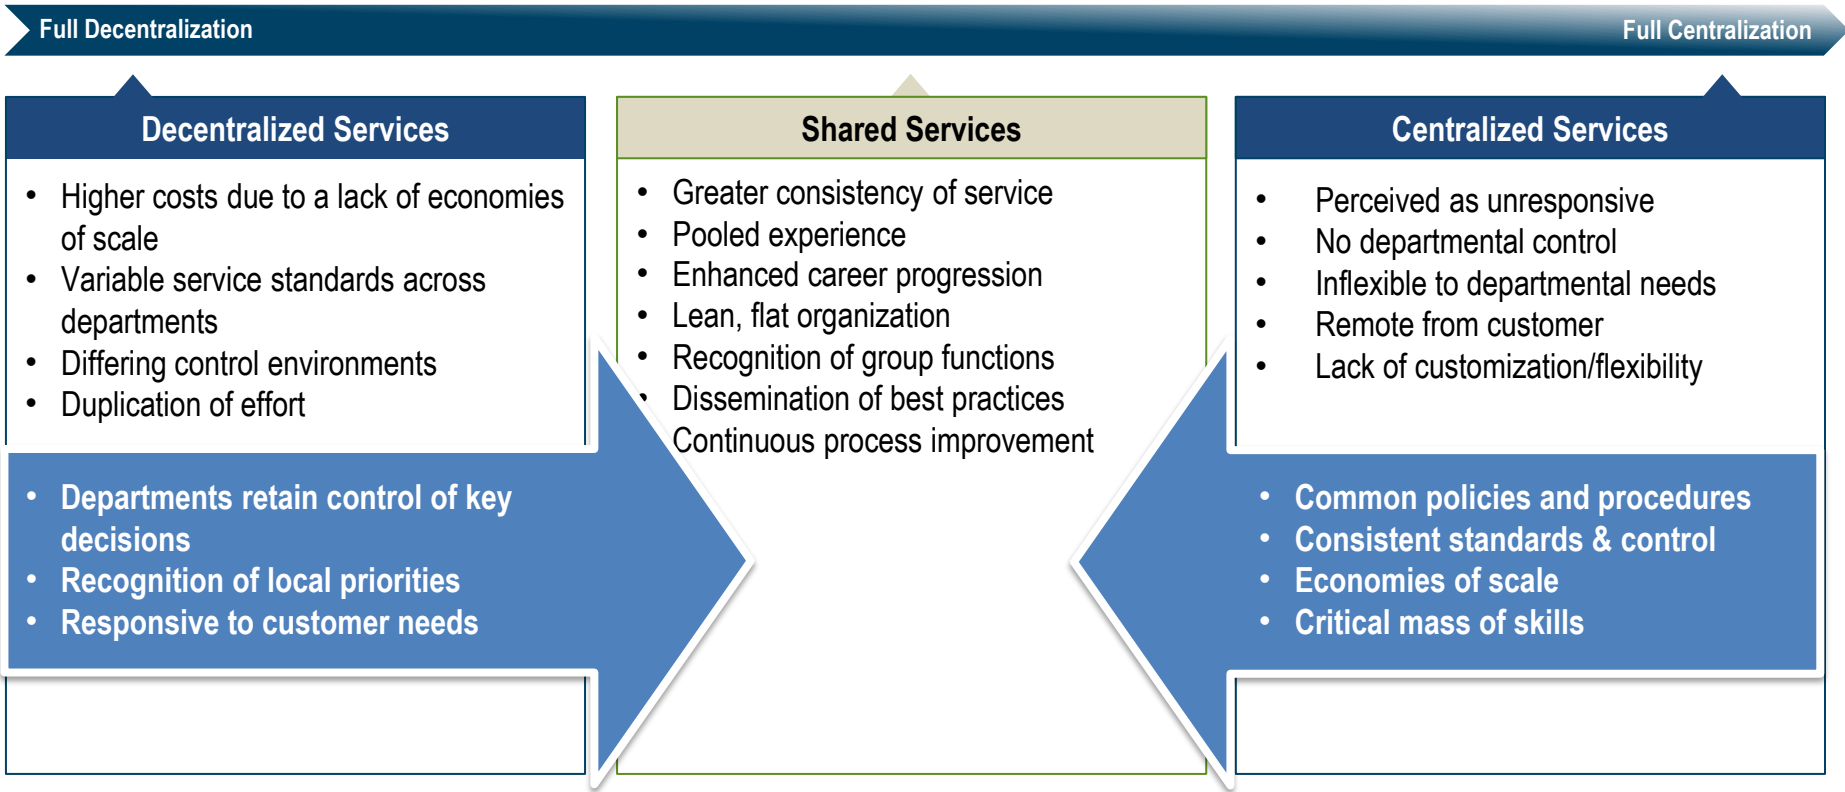 Full Decentralization
Full Centralization
Decentralized Services
• Higher costs due to a lack of economies
of scale
• Variable service standards across
departments
• Differing control environments
• Duplication of effort
• Departments retain control of key
decisions
• Recognition of local priorities
• Responsive to customer needs
Shared Services
• Greater consistency of service
• Pooled experience
• Enhanced career progression
• Lean, flat organization
• Recognition of group functions
• Dissemination of best practices
Continuous process improvement
Centralized Services
• Perceived as unresponsive
• No departmental control
• Inflexible to departmental needs
• Remote from customer
• Lack of customization/flexibility
• Common policies and procedures
• Consistent standards & control
• Economies of scale
• Critical mass of skills